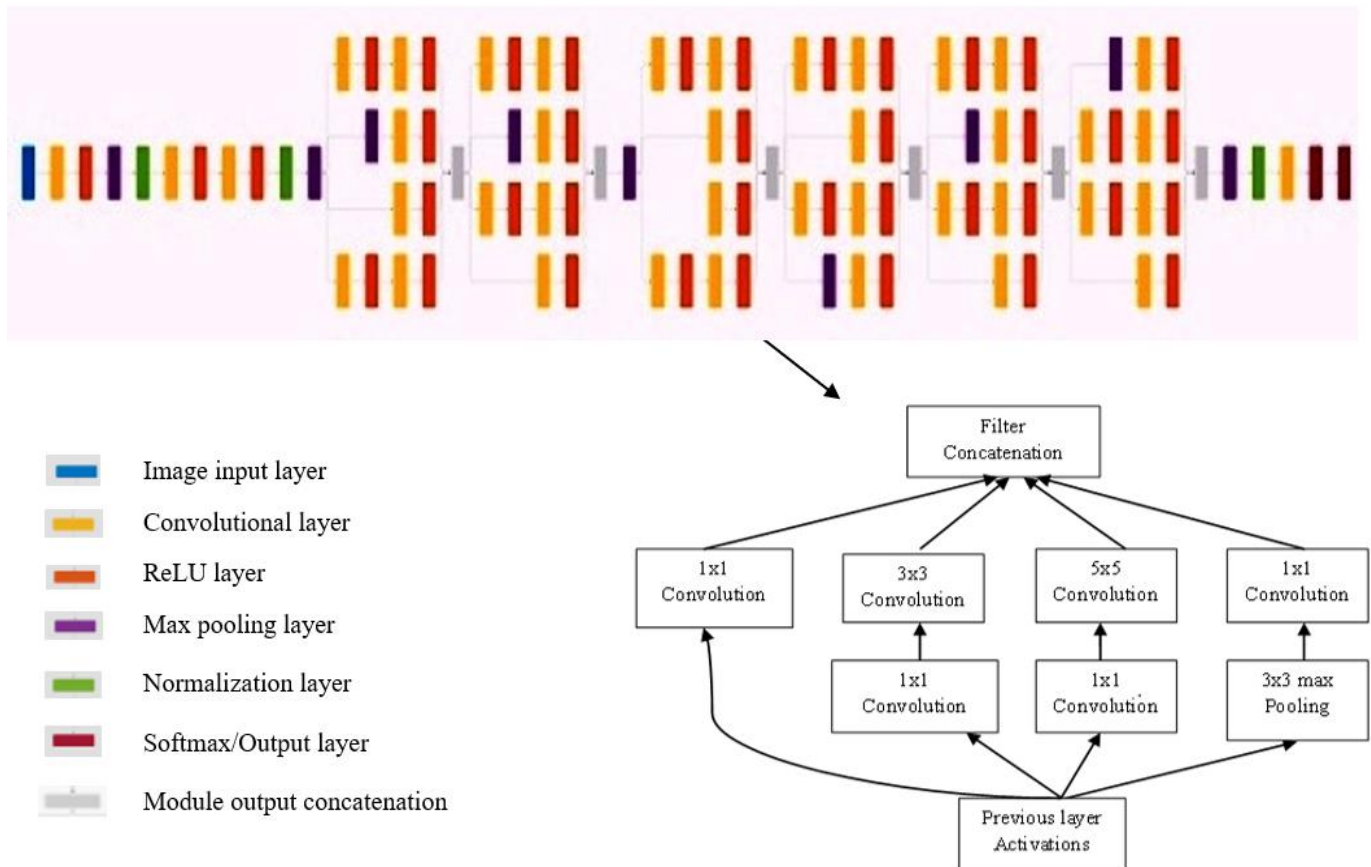 Image input layer
Convolutional layer
ReLU layer
Max pooling layer
Normalization layer
Softmax/Output layer
Module output concatenation
Filter
Concatenation
1x1
Convolution
3x3
Convolution
5x5
Convolution
1x1
Convolution
1x1
Convolution
1x1
Convolution
3x3 max
Pooling
Previous layer
Activations